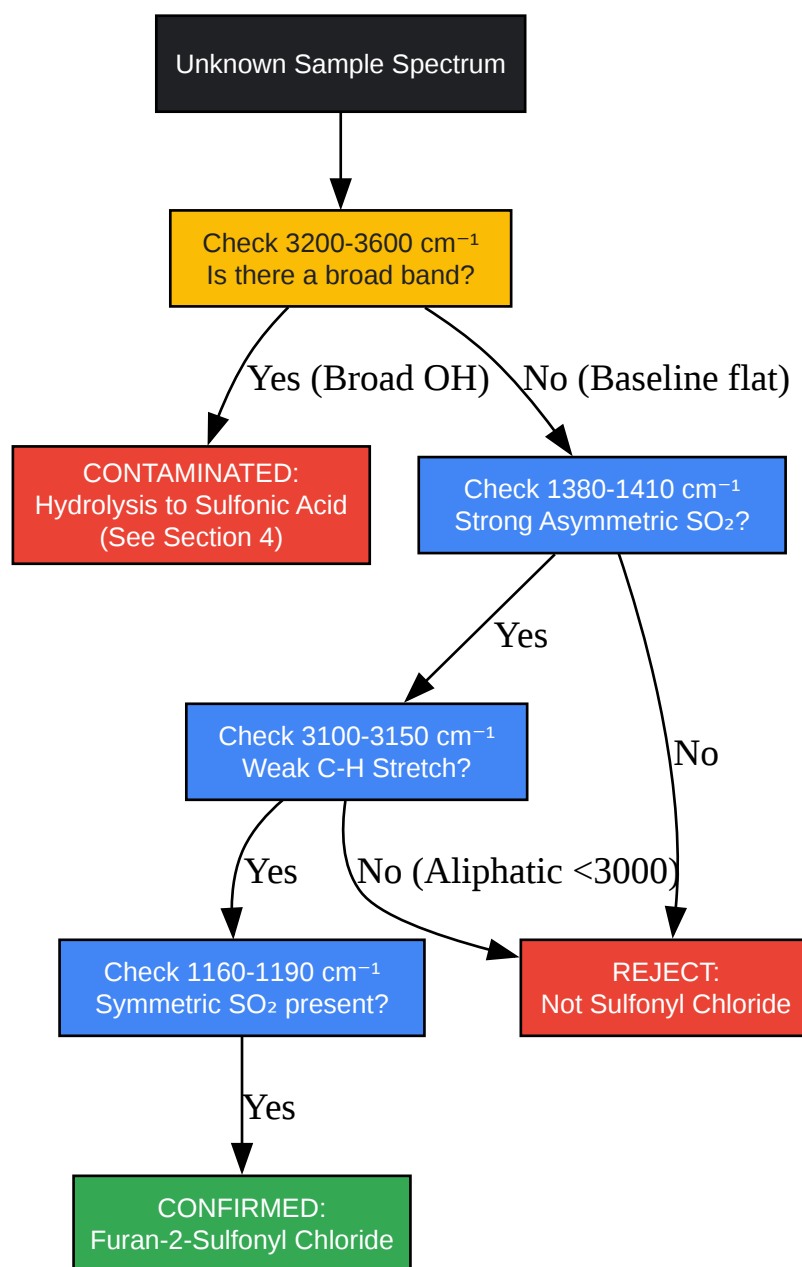 Unknown Sample Spectrum
Check 3200-3600 cm⁻¹
Is there a broad band?
Yes (Broad OH)
No (Baseline flat)
CONTAMINATED:
Hydrolysis to Sulfonic Acid
(See Section 4)
Check 1380-1410 cm⁻¹
Strong Asymmetric SO₂?
Yes
No
Check 3100-3150 cm⁻¹
Weak C-H Stretch?
Yes
No (Aliphatic <3000)
Check 1160-1190 cm⁻¹
Symmetric SO₂ present?
REJECT:
Not Sulfonyl Chloride
Yes
CONFIRMED:
Furan-2-Sulfonyl Chloride